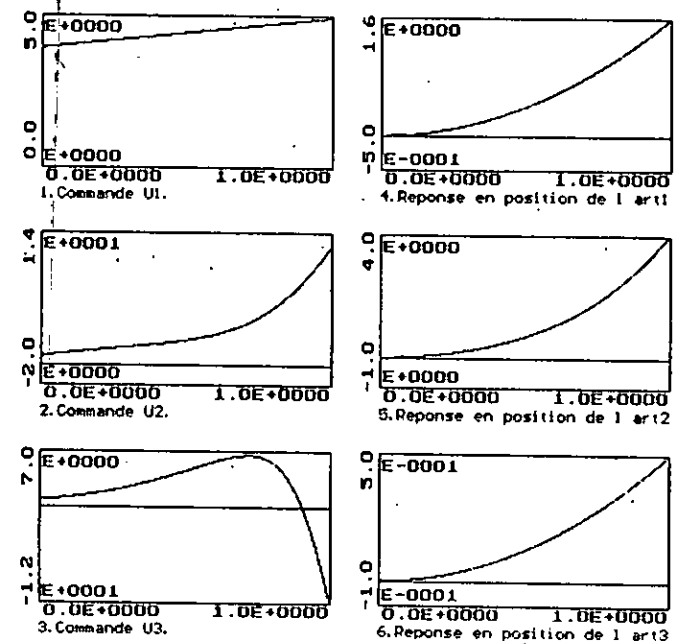 5.0
E+0000
0.0
E+0000
0.0E+0000 1.0E+0000
1.Commande U1.
1.6
E+0000
-5.0
E-0001
0.0E+0000 1.0E+0000
4.Reponse en position de l art1
1.4
E+0001
-2.0
E+0000
0.0E+0000 1.0E+0000
2.Commande U2.
4.0
-1.0
E+0000
0.0E+0000 1.0E+0000
5.Reponse en position de l art2
7.0
E+0000
-1.2
E+0001
0.0E+0000 1.0E+0000
3.Commande U3.
5.0
E-0001
-1.0
E-0001
0.0E+0000 1.0E+0000
6.Reponse en position de l art3